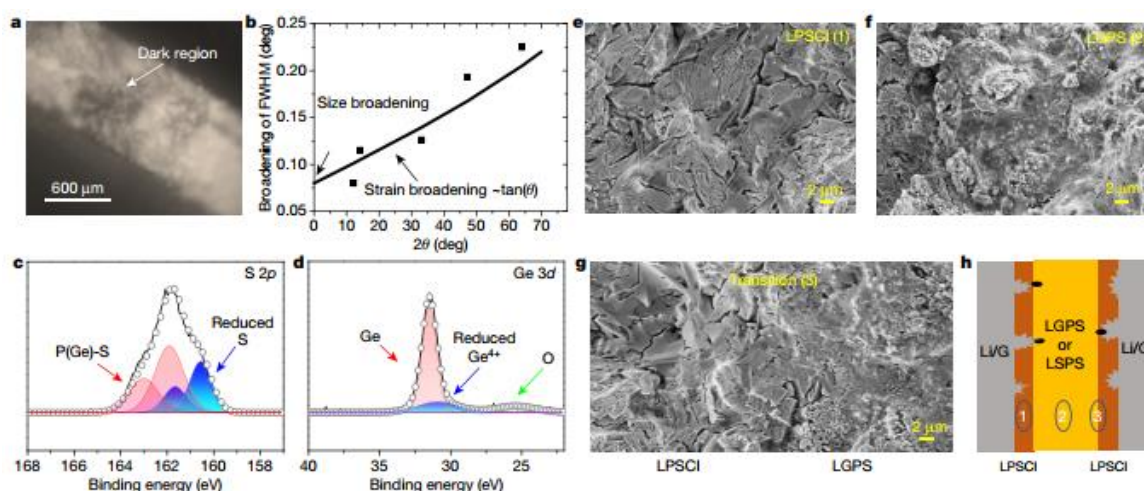 a
Dark region
600 μm
b
Broadening of FWHM (deg)
0.25
0.20
0.15
0.10
0.05
Size broadening
Strain broadening ~tan(θ)
0 10 20 30 40 50 60 70
2θ (deg)
e
LPSCl (1)
2 μm
f
LGPS (2)
2 μm
c
S 2p
P(Ge)-S
Reduced
S
168 166 164 162 160 158
Binding energy (eV)
d
Ge 3d
Ge
Reduced
Ge4+
O
40 35 30 25
Binding energy (eV)
g
Transition (3)
2 μm
LPSCl LGPS
h
Li/G
LGPS
or
LSPS
Li/G
1 2 3
LPSCl LPSCl